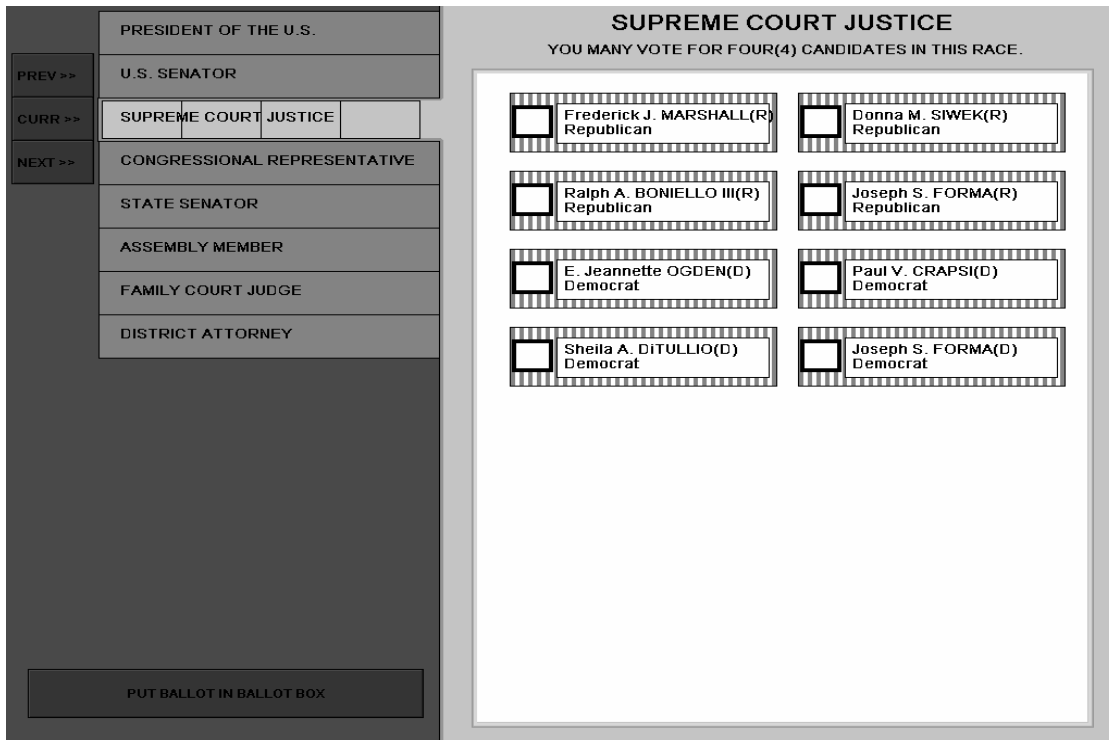 PRESIDENT OF THE U.S.
U.S. SENATOR
SUPREME COURT JUSTICE
CONGRESSIONAL REPRESENTATIVE
STATE SENATOR
ASSEMBLY MEMBER
FAMILY COURT JUDGE
DISTRICT ATTORNEY
PREV >>
CURR >>
NEXT >>
PUT BALLOT IN BALLOT BOX
SUPREME COURT JUSTICE
YOU MANY VOTE FOR FOUR(4) CANDIDATES IN THIS RACE.
Frederick J. MARSHALL(R)
Republican
Donna M. SIWEK(R)
Republican
Ralph A. BONIELLO III(R)
Republican
Joseph S. FORMA(R)
Republican
E. Jeannette OGDEN(D)
Democrat
Paul V. CRAPSI(D)
Democrat
Sheila A. DiTULLIO(D)
Democrat
Joseph S. FORMA(D)
Democrat